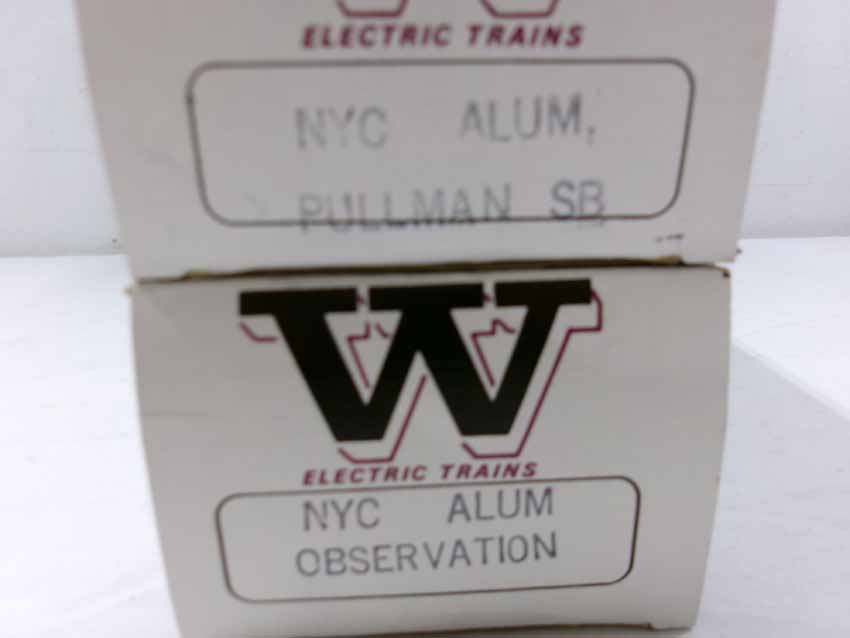 ELECTRIC TRAINS
NYC ALUM,
PULLMAN SB
W
ELECTRIC TRAINS
NYC ALUM
OBSERVATION